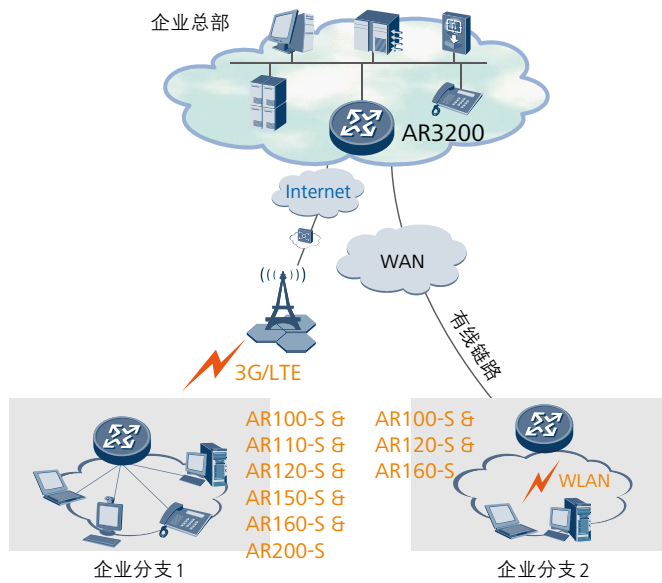 企业总部
AR3200
Internet
WAN
有线链路
3G/LTE
AR100-S &
AR110-S &
AR120-S &
AR150-S &
AR160-S &
AR200-S
AR100-S &
AR120-S &
AR160-S
WLAN
企业分支1
企业分支2